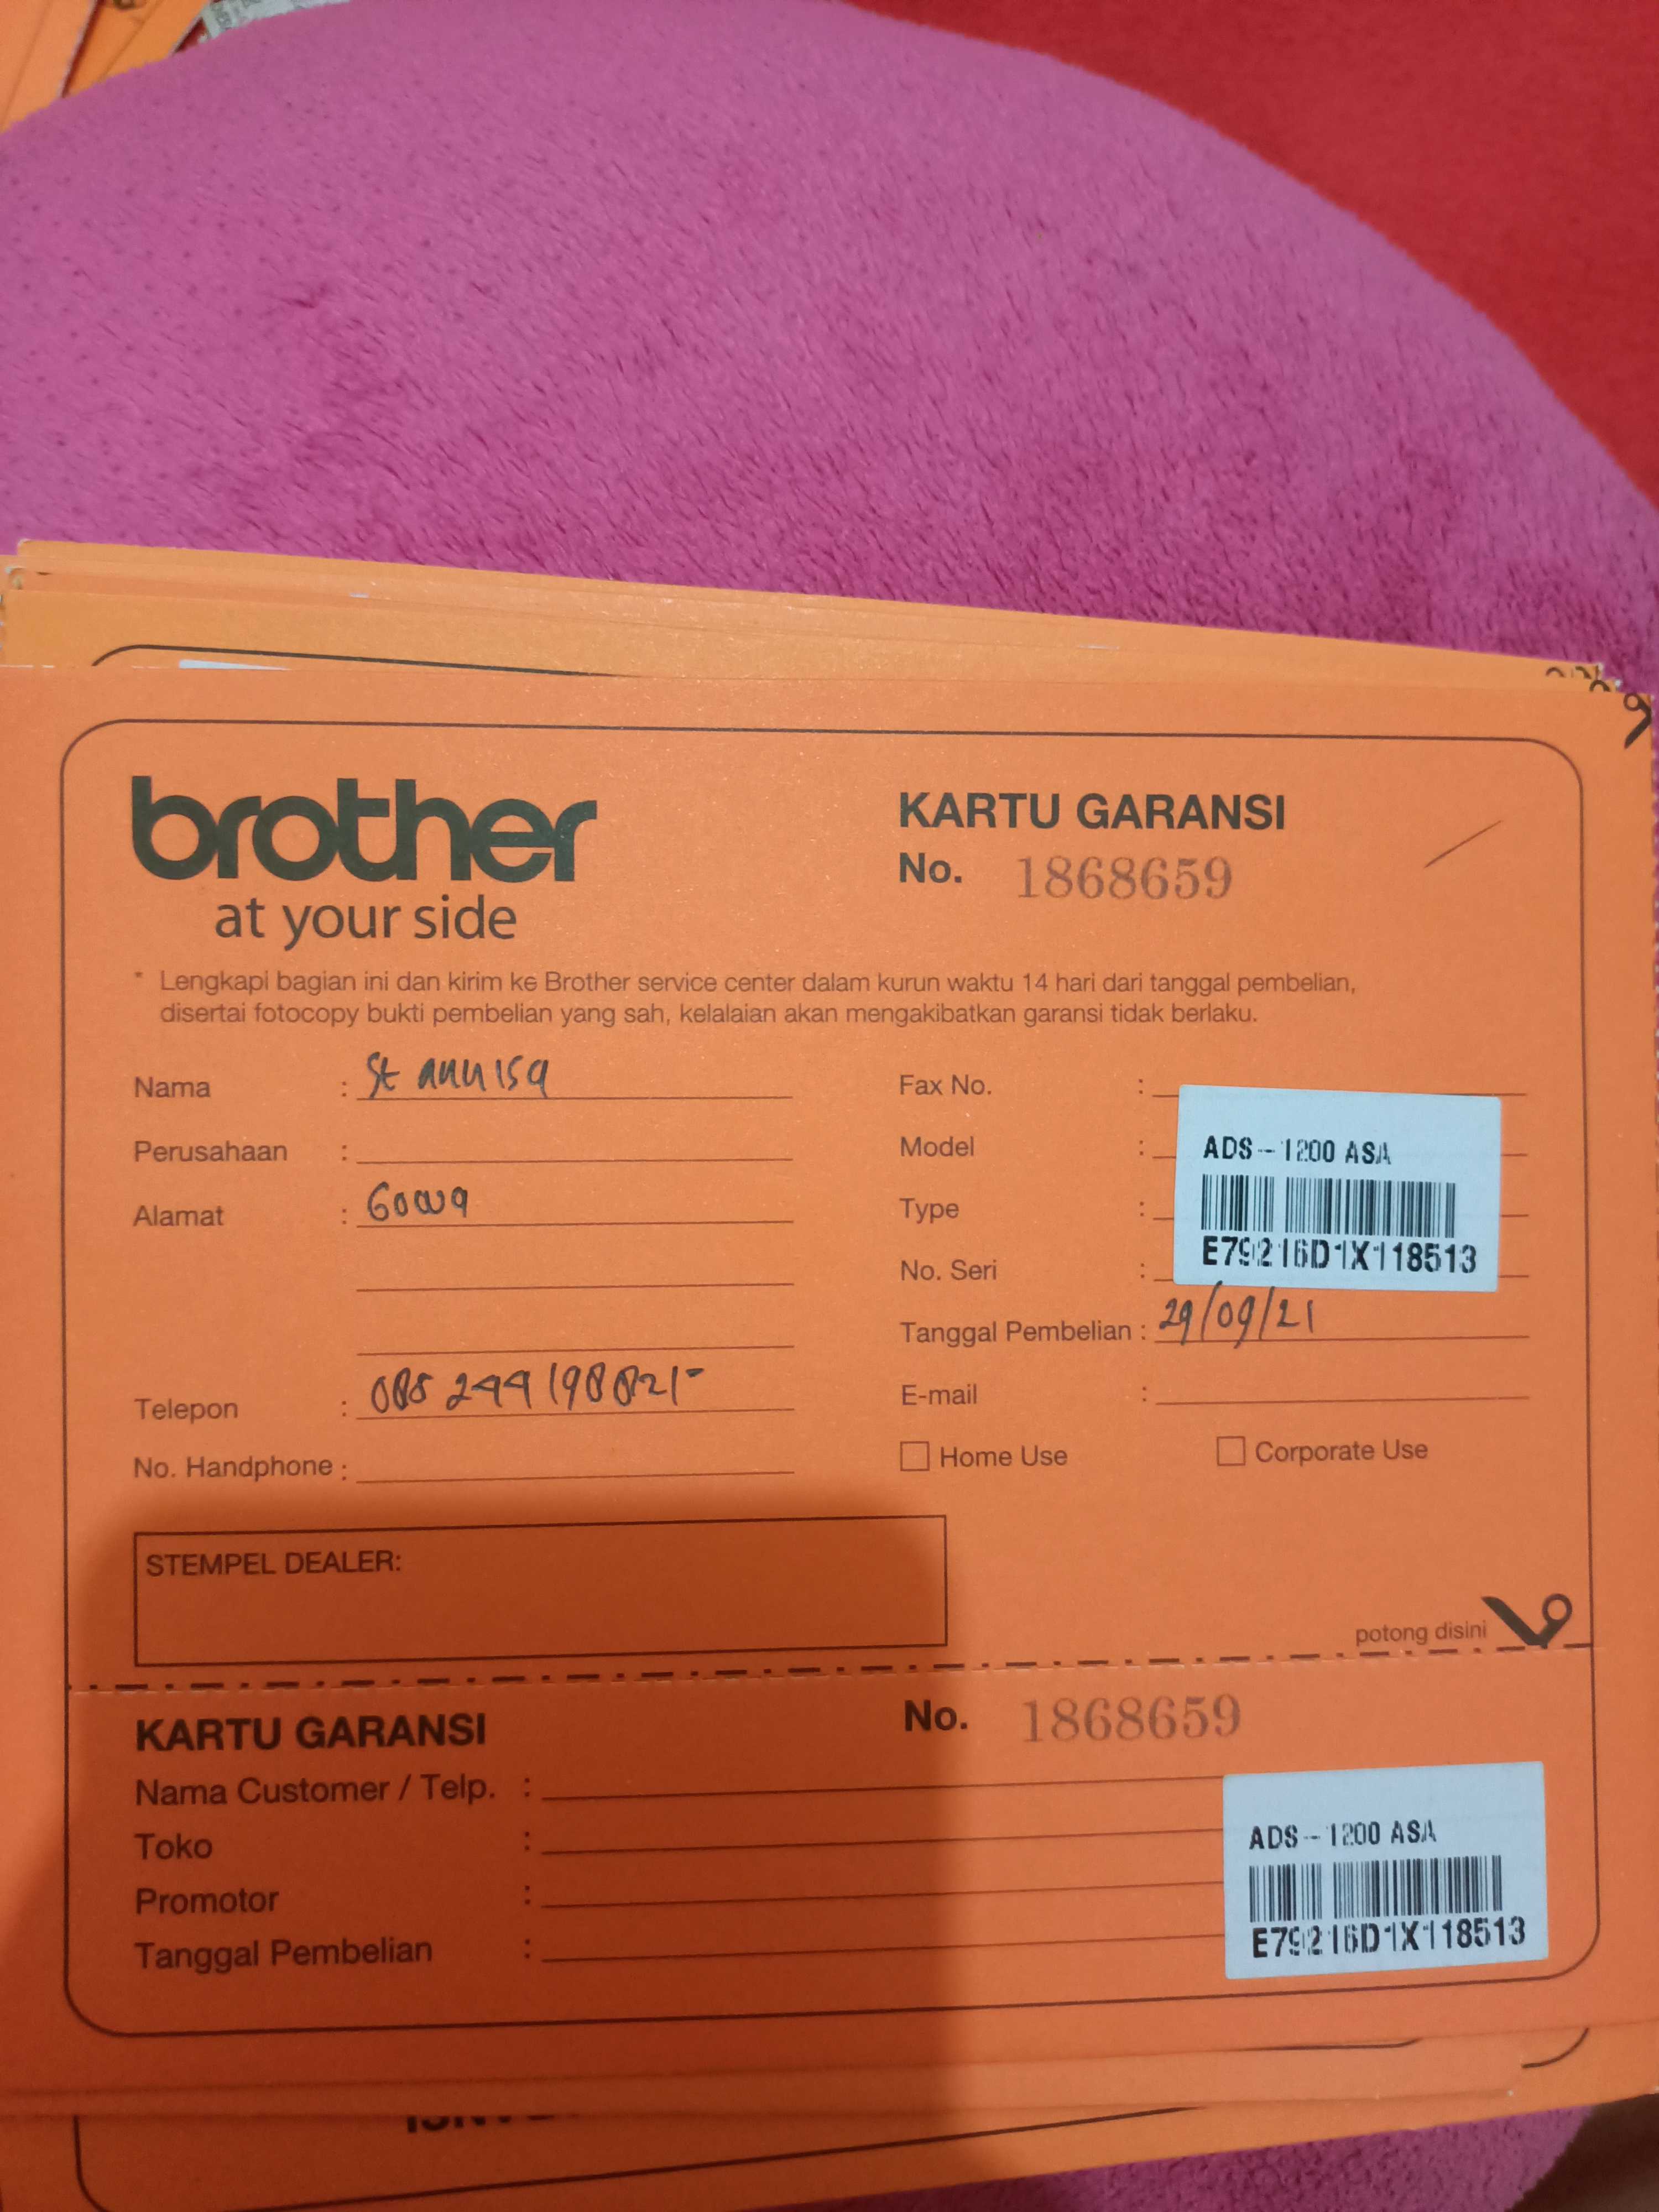 brother
at your side
KARTU GARANSI
No. 1868659
* Lengkapi bagian ini dan kirim ke Brother service center dalam kurun waktu 14 hari dari tanggal pembelian,
disertai fotocopy bukti pembelian yang sah, kelalaian akan mengakibatkan garansi tidak berlaku.
Nama : St annisa
Perusahaan :
Alamat : Gowa
Telepon : 085 244 198 821-
No. Handphone :
Fax No. :
Model :
Type :
No. Seri :
ADS-1200 ASA
E79216D1X118513
Tanggal Pembelian : 29/09/21
E-mail :
Home Use
Corporate Use
STEMPEL DEALER:
potong disini
KARTU GARANSI
No. 1868659
Nama Customer / Telp. :
Toko :
Promotor :
Tanggal Pembelian :
ADS-1200 ASA
E79216D1X118513